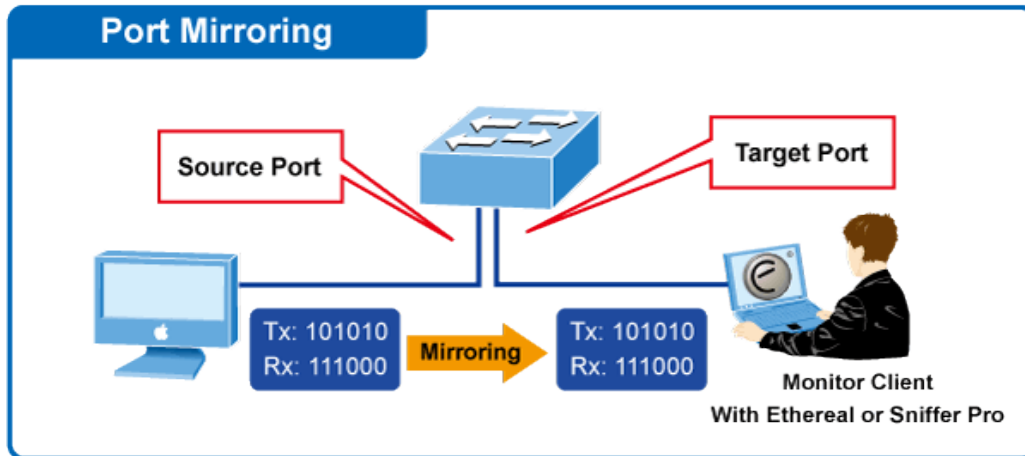 Port Mirroring
Source Port
Target Port
Tx: 101010
Rx: 111000
Mirroring
Tx: 101010
Rx: 111000
Monitor Client
With Ethereal or Sniffer Pro